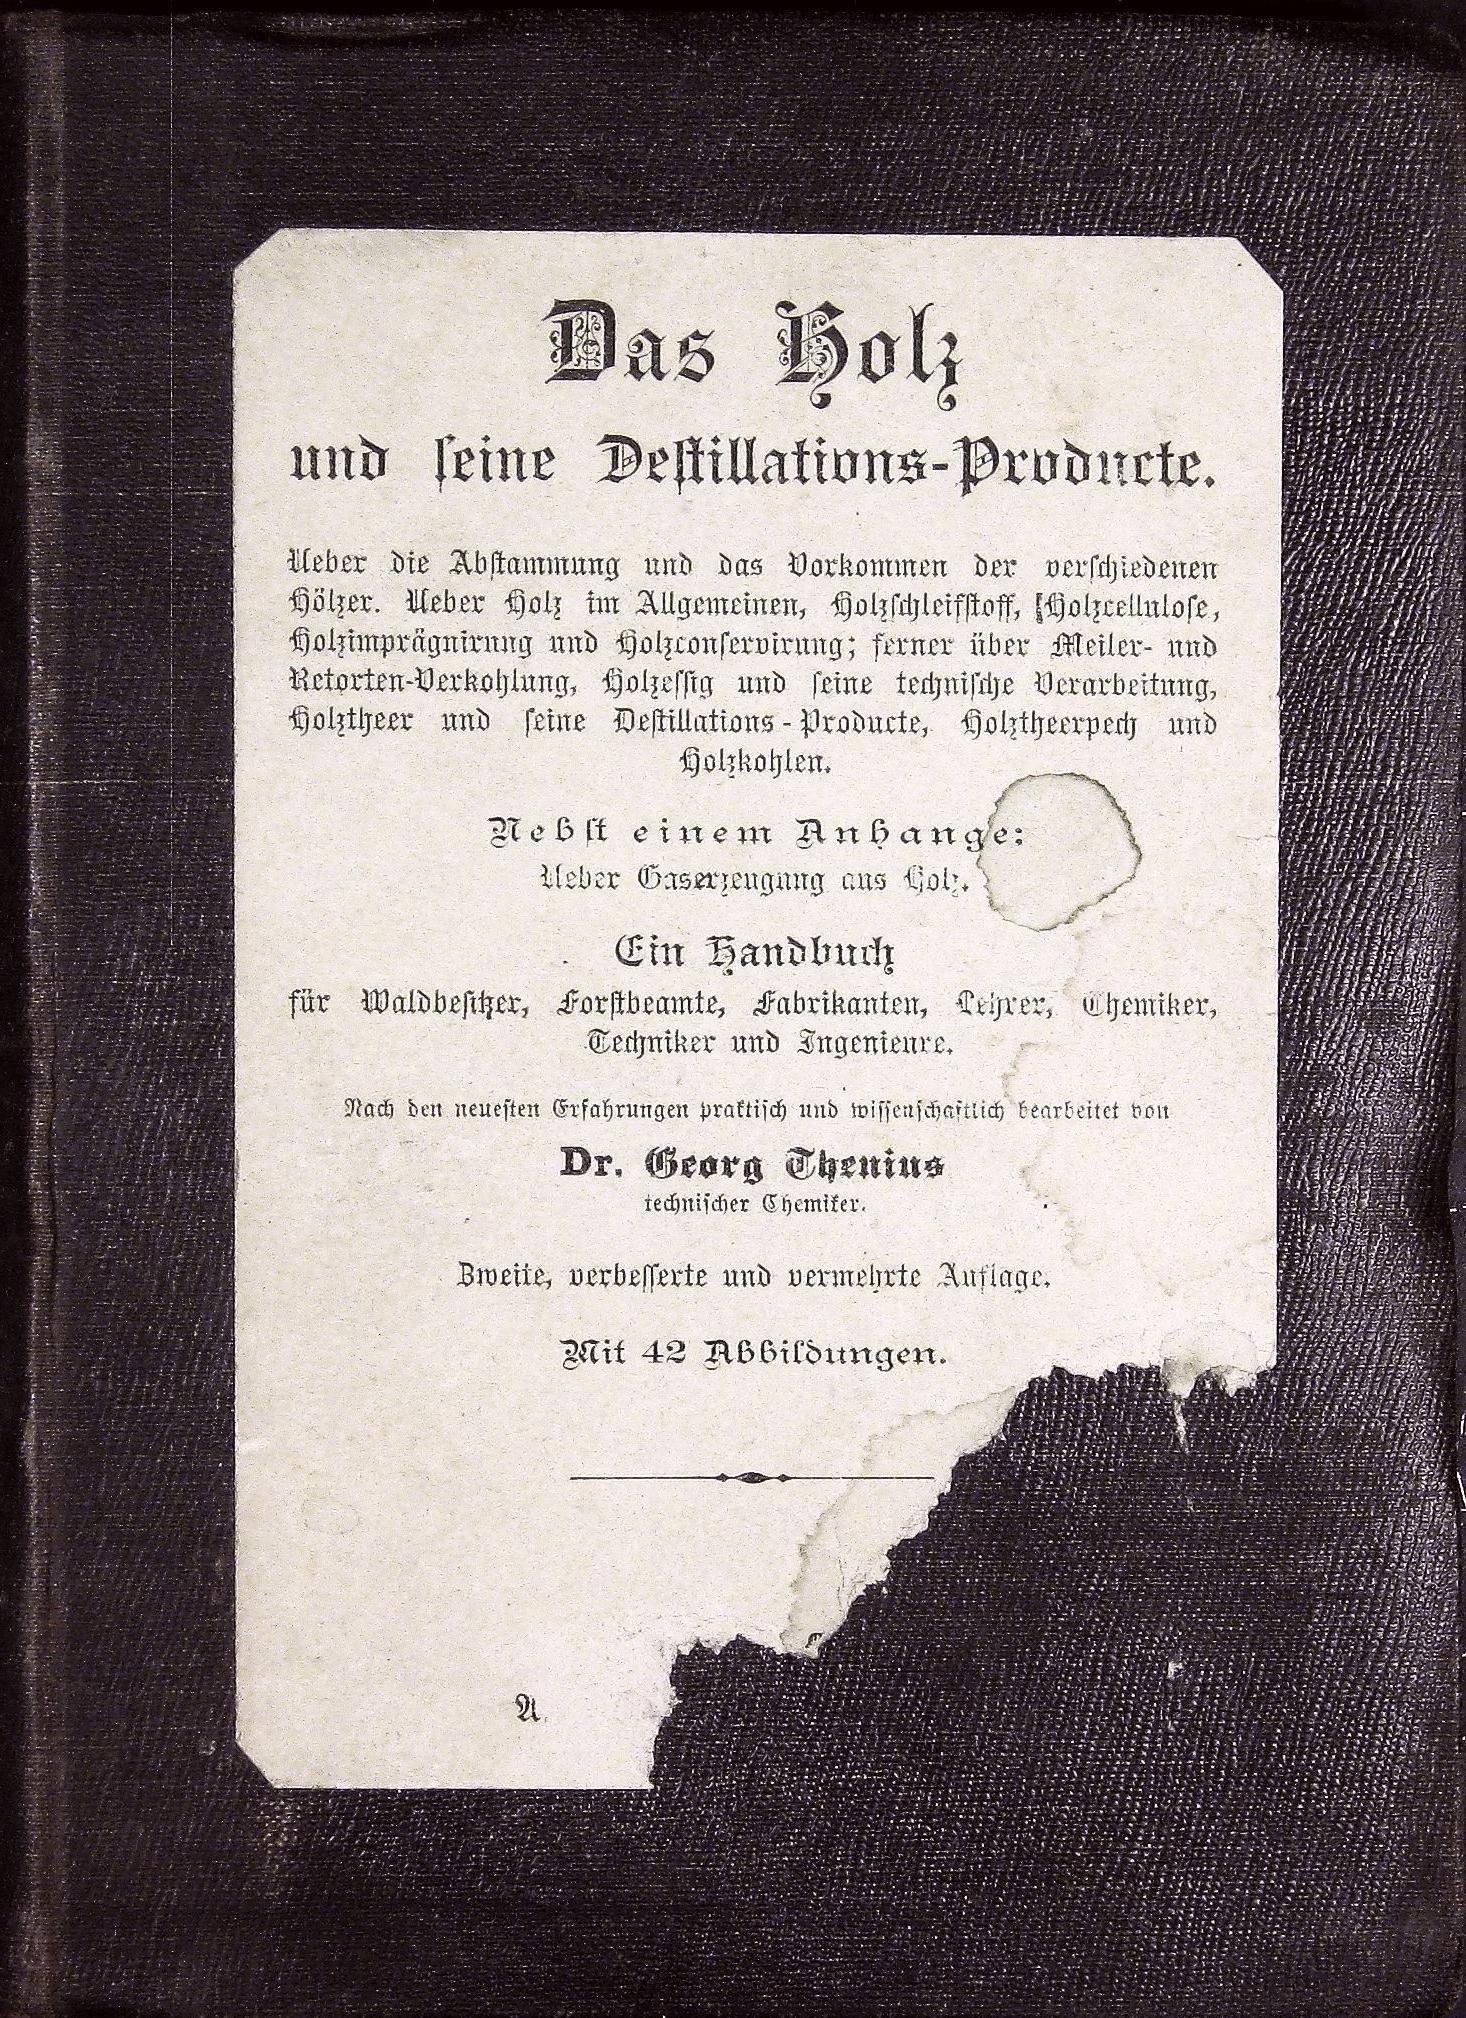 Das Holz
und seine Destillations-Producte.
Ueber die Abstammung und das Vorkommen der verschiedenen
Hölzer. Ueber Holz im Allgemeinen, Holzschleifstoff, Holzcellulose,
Holzimprägnirung und Holzconservirung; ferner über Meiler- und
Retorten-Verkohlung, Holzessig und seine technische Verarbeitung,
Holztheer und seine Destillations-Producte, Holztheerpech und
Holzkohlen.
Nebst einem Anhange:
Ueber Gaserzeugung aus Holz.
Ein Handbuch
für Waldbesitzer, Forstbeamte, Fabrikanten, Lehrer, Chemiker,
Techniker und Ingenieure.
Nach den neuesten Erfahrungen praktisch und wissenschaftlich bearbeitet von
Dr. Georg Thenius
technischer Chemiker.
Zweite, verbesserte und vermehrte Auflage.
Mit 42 Abbildungen.
A.